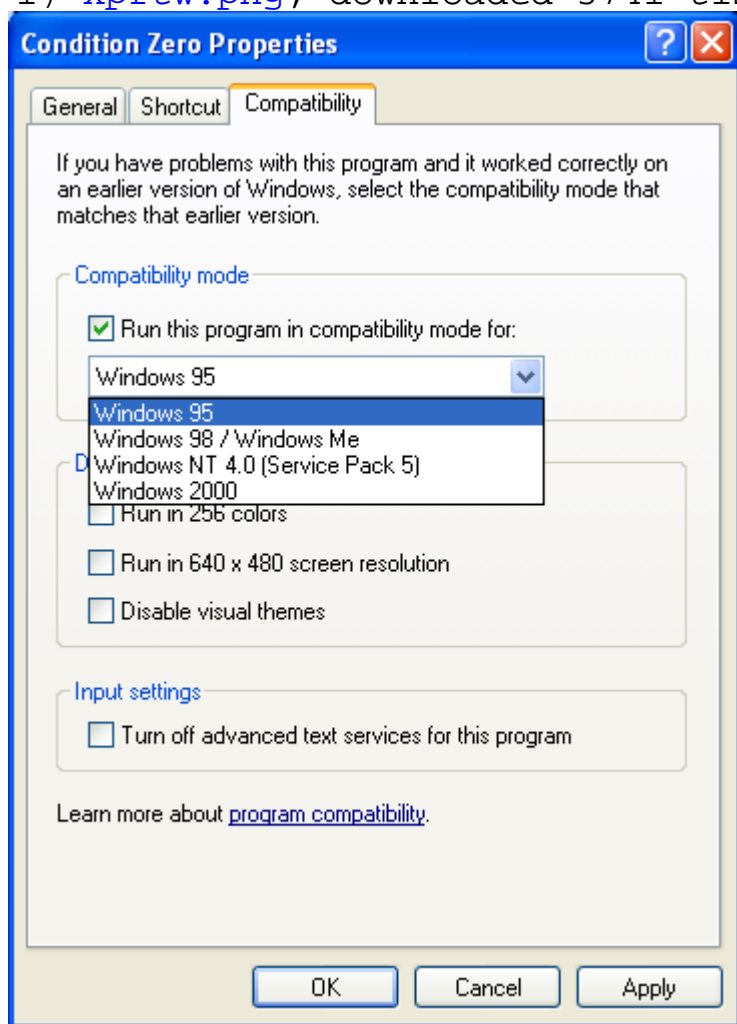 Condition Zero Properties
General Shortcut Compatibility
If you have problems with this program and it worked correctly on
an earlier version of Windows, select the compatibility mode that
matches that earlier version.
Compatibility mode
Run this program in compatibility mode for:
Windows 95
Windows 95
Windows 98 / Windows Me
Windows NT 4.0 (Service Pack 5)
Windows 2000
Run in 256 colors
Run in 640 x 480 screen resolution
Disable visual themes
Input settings
Turn off advanced text services for this program
Learn more about program compatibility.
OK Cancel Apply